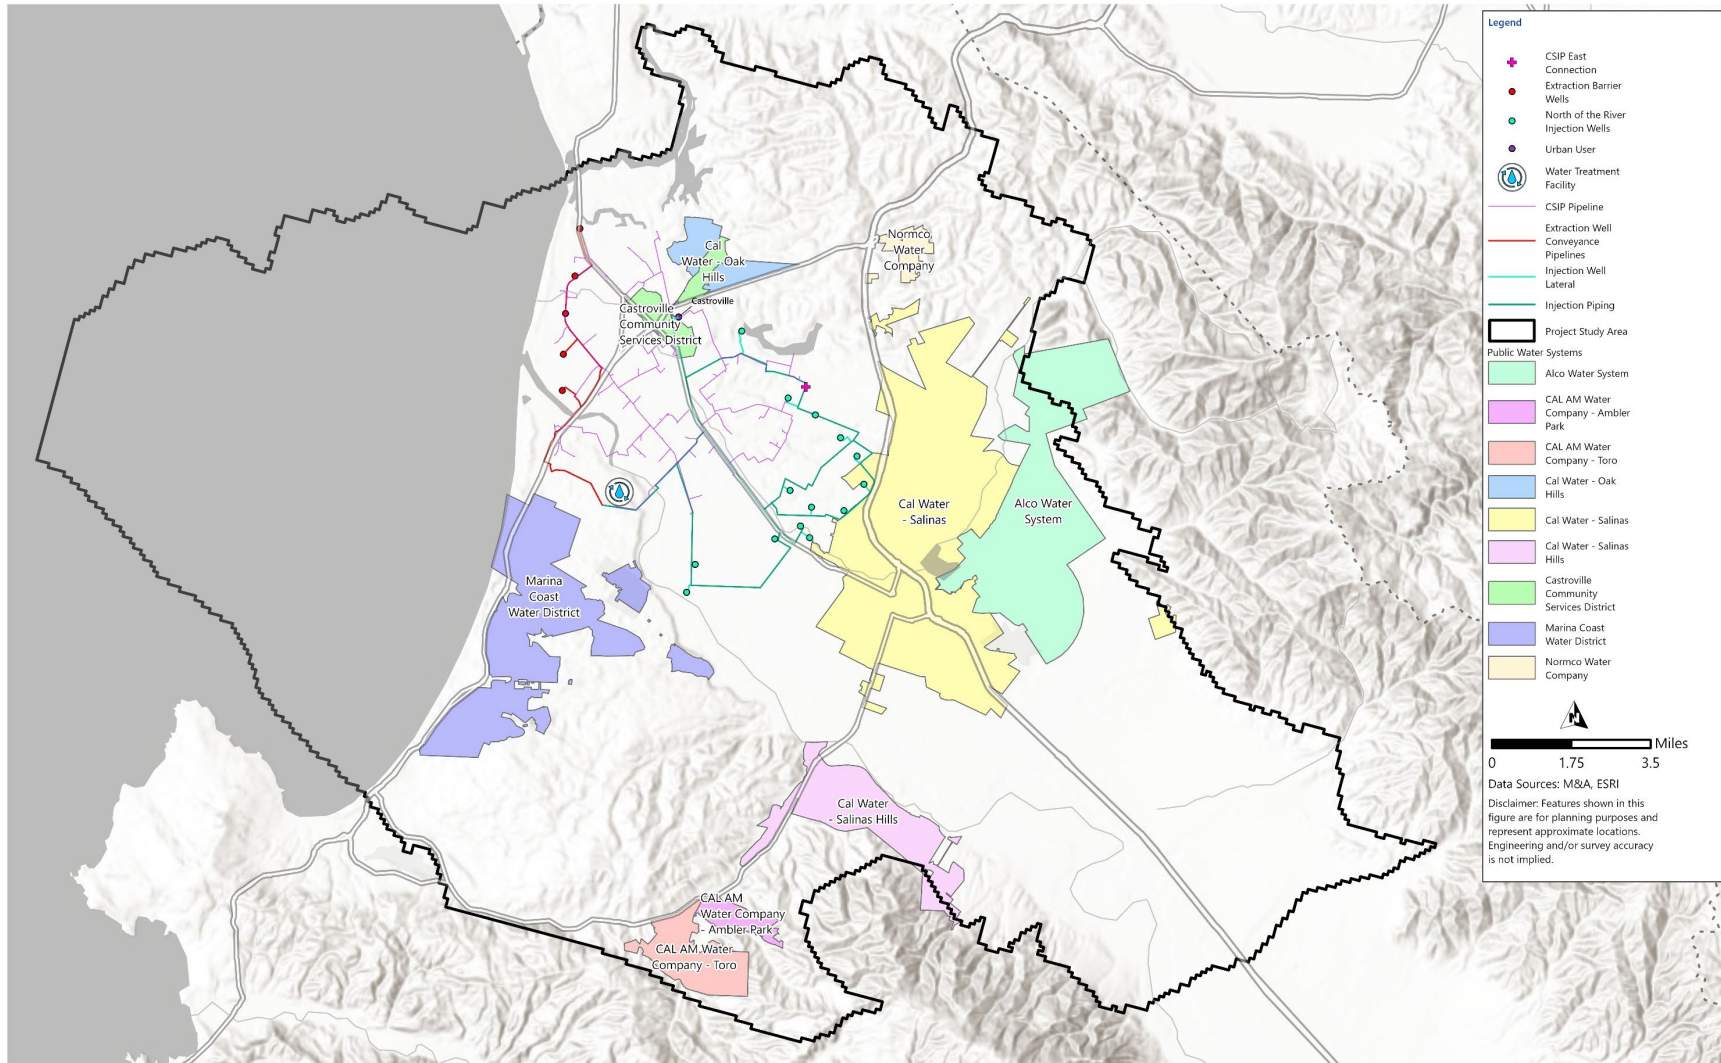 Cal
Water - Oak
Hills
Normco
Water
Company
Castroville
Castroville
Community
Services District
Cal Water
- Salinas
Alco Water
System
Marina
Coast
Water District
Cal Water
- Salinas Hills
CAL AM
Water Company
- Ambler Park
CAL AM Water
Company - Toro
Legend
CSIP East
Connection
Extraction Barrier
Wells
North of the River
Injection Wells
Urban User
Water Treatment
Facility
CSIP Pipeline
Extraction Well
Conveyance
Pipelines
Injection Well
Lateral
Injection Piping
Project Study Area
Public Water Systems
Alco Water System
CAL AM Water
Company - Ambler
Park
CAL AM Water
Company - Toro
Cal Water - Oak
Hills
Cal Water - Salinas
Cal Water - Salinas
Hills
Castroville
Community
Services District
Marina Coast
Water District
Normco Water
Company
N
Miles
0 1.75 3.5
Data Sources: M&A, ESRI
Disclaimer: Features shown in this
figure are for planning purposes and
represent approximate locations.
Engineering and/or survey accuracy
is not implied.